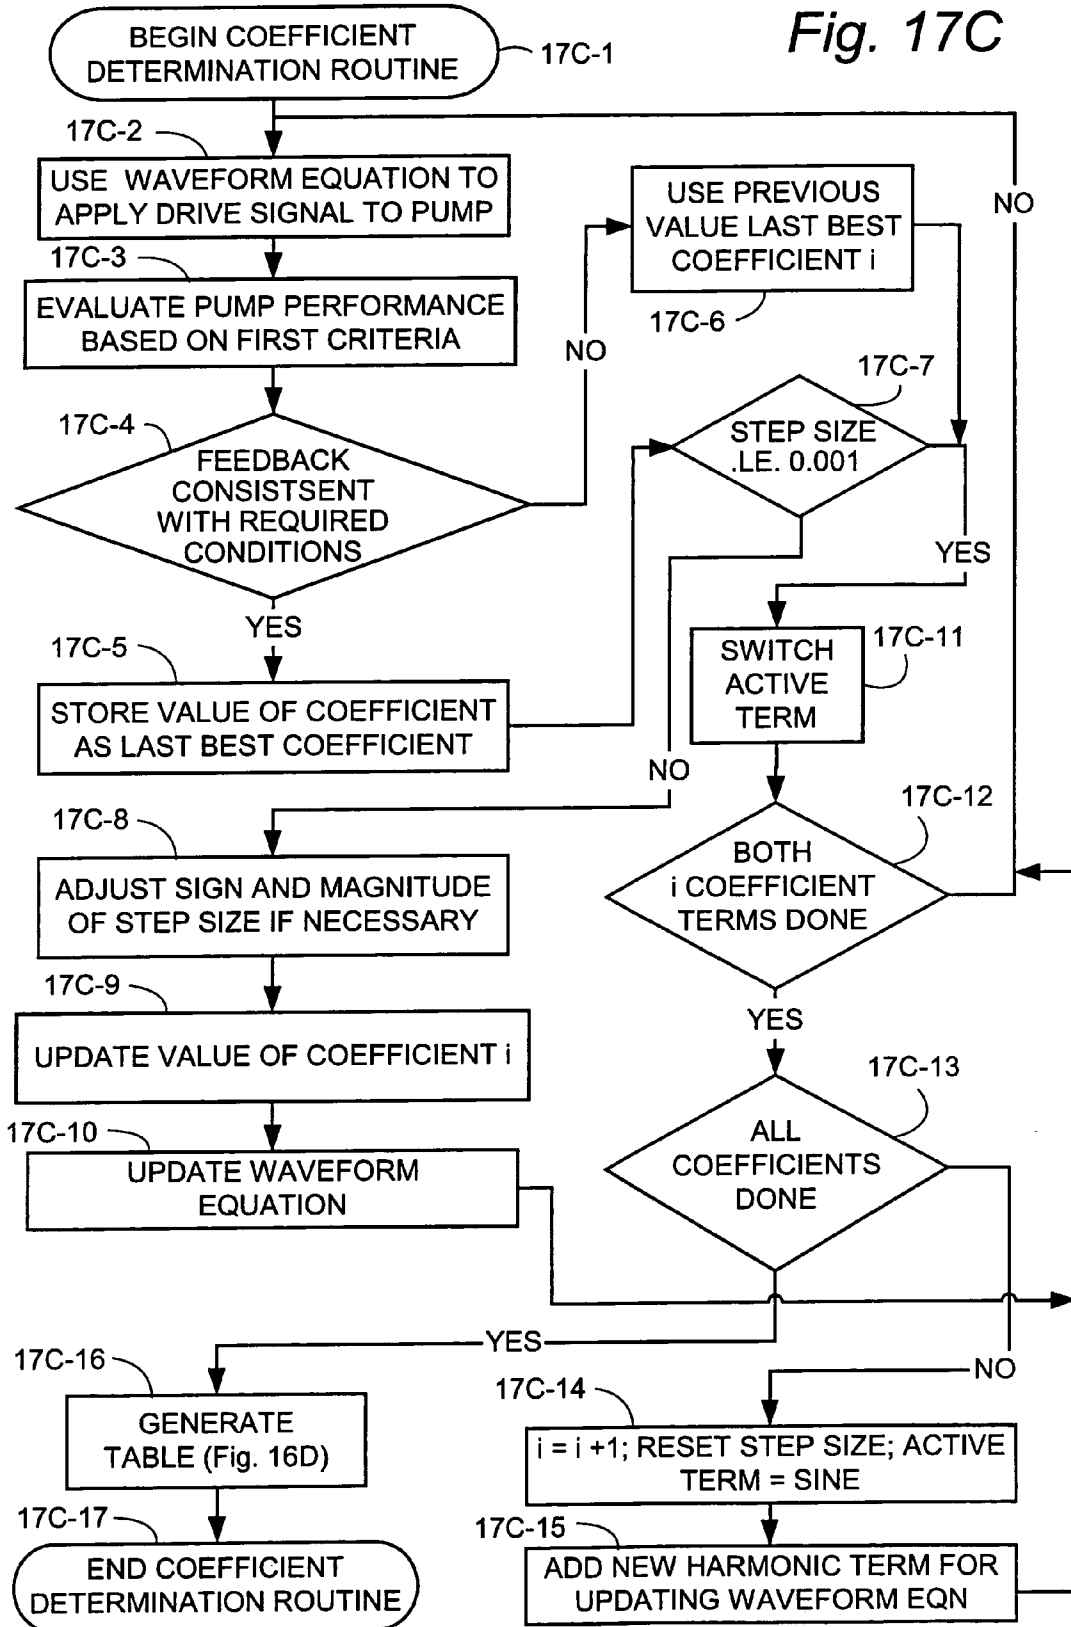 Fig. 17C
BEGIN COEFFICIENT
DETERMINATION ROUTINE
17C-1
17C-2
USE WAVEFORM EQUATION TO
APPLY DRIVE SIGNAL TO PUMP
17C-3
EVALUATE PUMP PERFORMANCE
BASED ON FIRST CRITERIA
17C-4
FEEDBACK
CONSISTSENT
WITH REQUIRED
CONDITIONS
NO
YES
17C-5
STORE VALUE OF COEFFICIENT
AS LAST BEST COEFFICIENT
USE PREVIOUS
VALUE LAST BEST
COEFFICIENT i
17C-6
NO
17C-7
STEP SIZE
.LE. 0.001
YES
NO
17C-8
ADJUST SIGN AND MAGNITUDE
OF STEP SIZE IF NECESSARY
17C-9
UPDATE VALUE OF COEFFICIENT i
17C-10
UPDATE WAVEFORM
EQUATION
17C-11
SWITCH
ACTIVE
TERM
17C-12
BOTH
i COEFFICIENT
TERMS DONE
YES
17C-13
ALL
COEFFICIENTS
DONE
YES
NO
17C-14
i = i +1; RESET STEP SIZE; ACTIVE
TERM = SINE
17C-15
ADD NEW HARMONIC TERM FOR
UPDATING WAVEFORM EQN
17C-16
GENERATE
TABLE (Fig. 16D)
17C-17
END COEFFICIENT
DETERMINATION ROUTINE